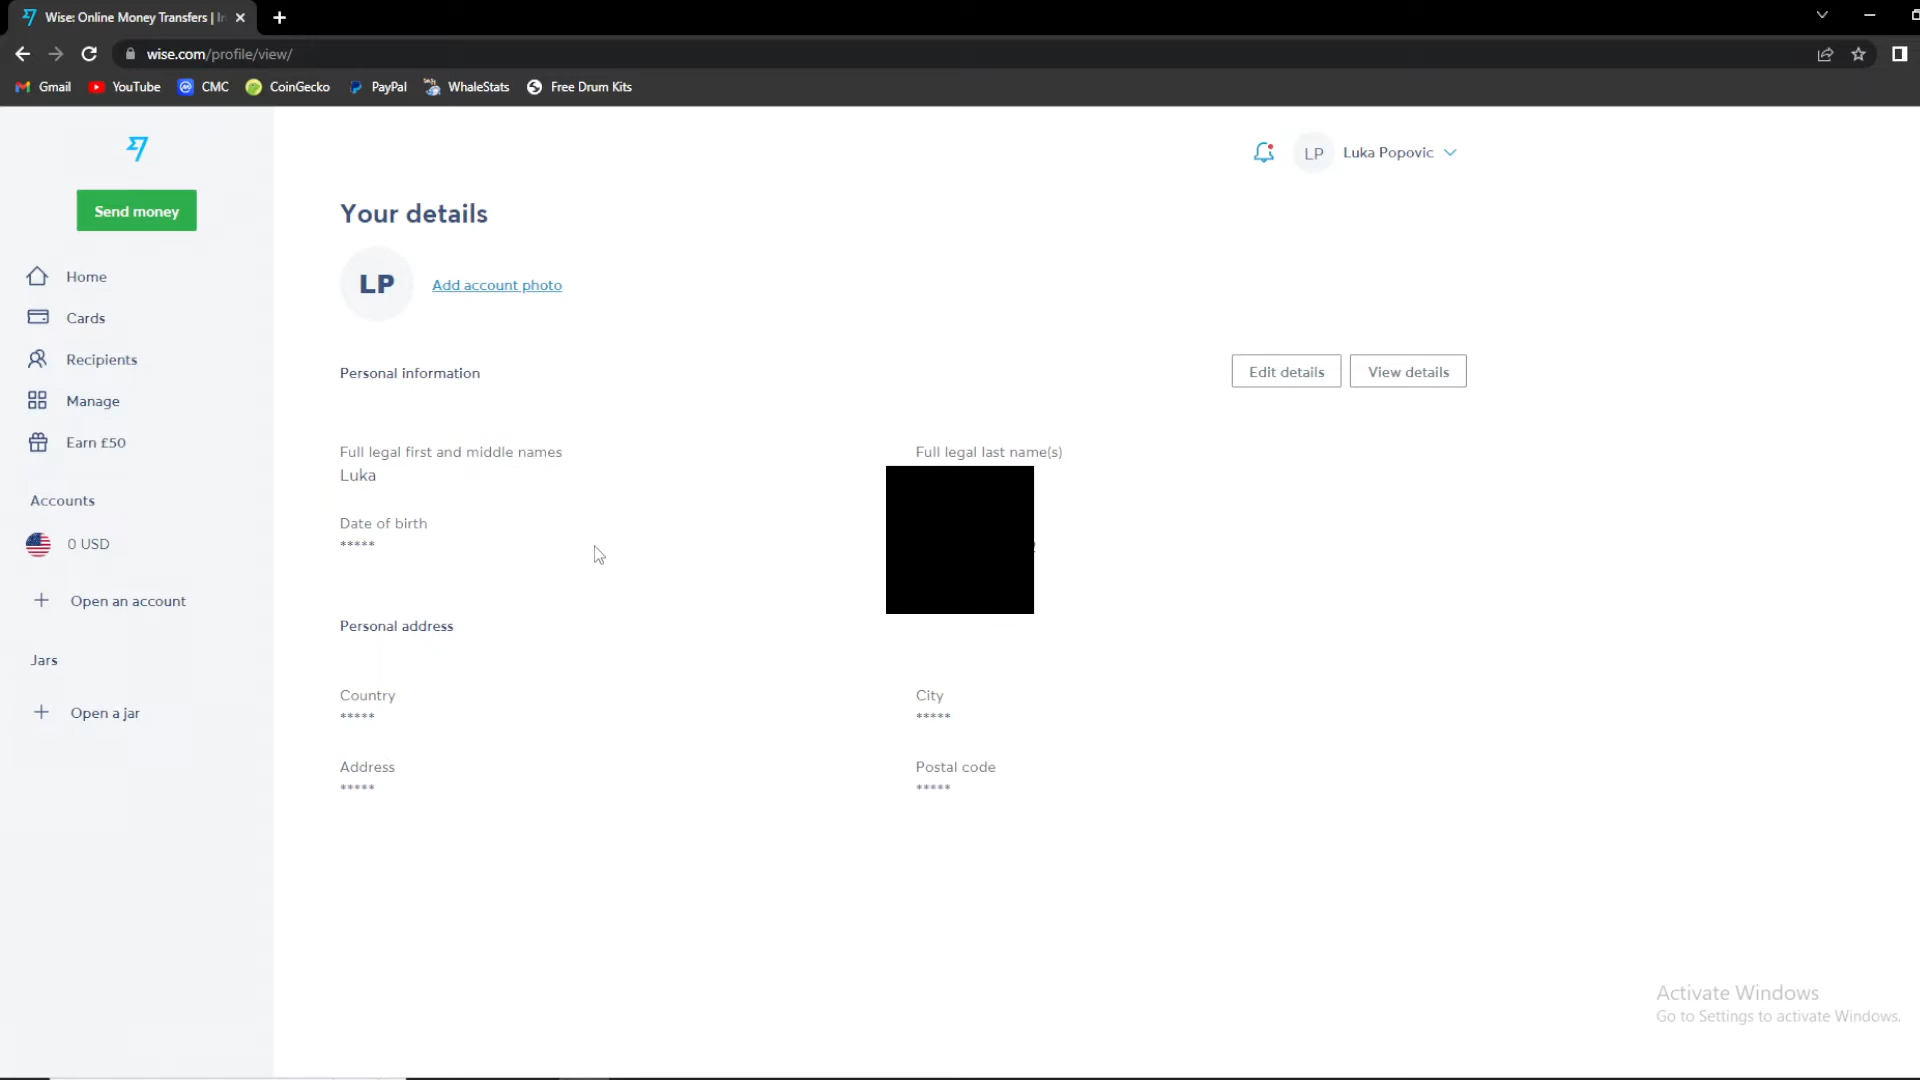 Wise: Online Money Transfers | In
wise.com/profile/view/
Gmail YouTube CMC CoinGecko PayPal WhaleStats Free Drum Kits
LP Luka Popovic
Send money
Home
Cards
Recipients
Manage
Earn £50
Accounts
0 USD
Open an account
Jars
Open a jar
Your details
LP Add account photo
Personal information Edit details View details
Full legal first and middle names Full legal last name(s)
Luka
Date of birth
*****
Personal address
Country City
***** *****
Address Postal code
***** *****
Activate Windows
Go to Settings to activate Windows.